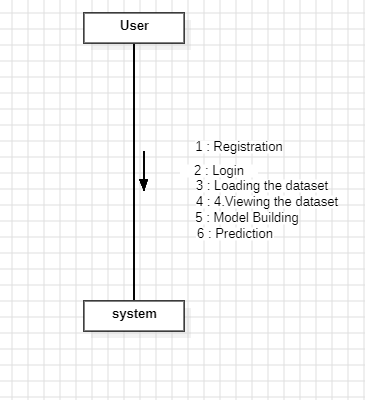 User
1 : Registration
2 : Login
3 : Loading the dataset
4 : 4.Viewing the dataset
5 : Model Building
6 : Prediction
system